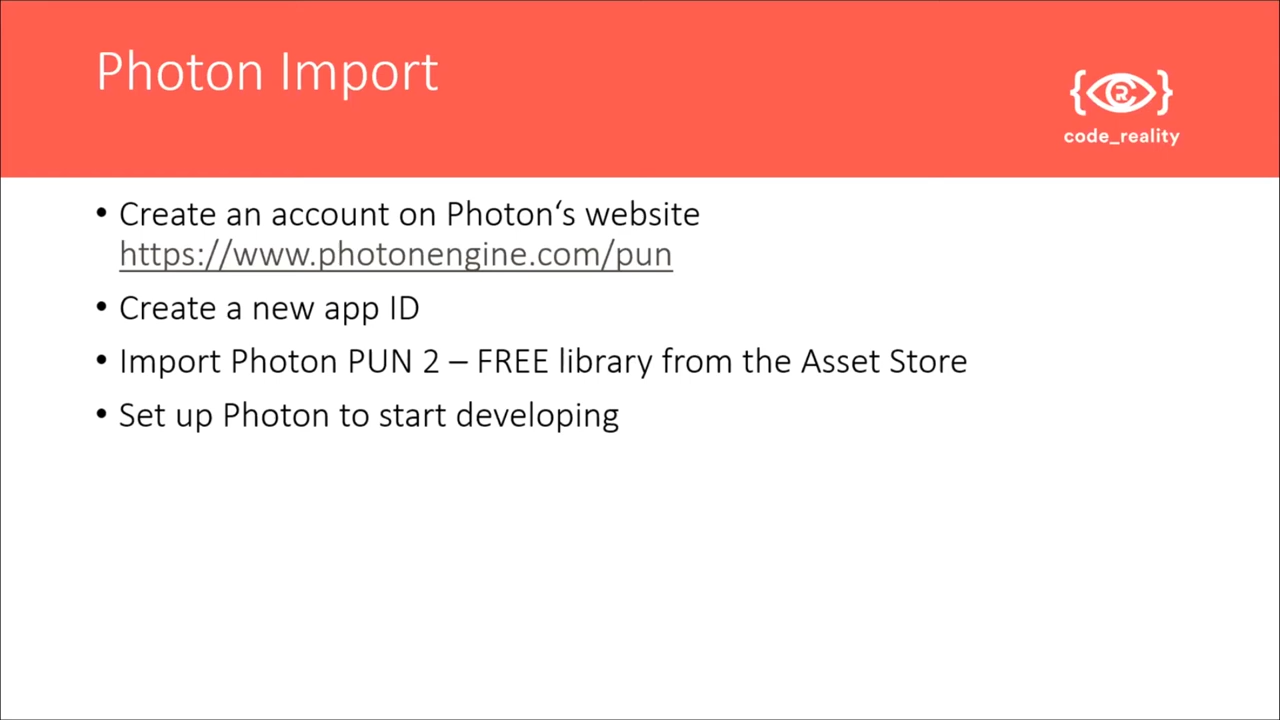 Photon Import
{R}
code_reality
• Create an account on Photon‘s website
https://www.photonengine.com/pun
• Create a new app ID
• Import Photon PUN 2 – FREE library from the Asset Store
• Set up Photon to start developing